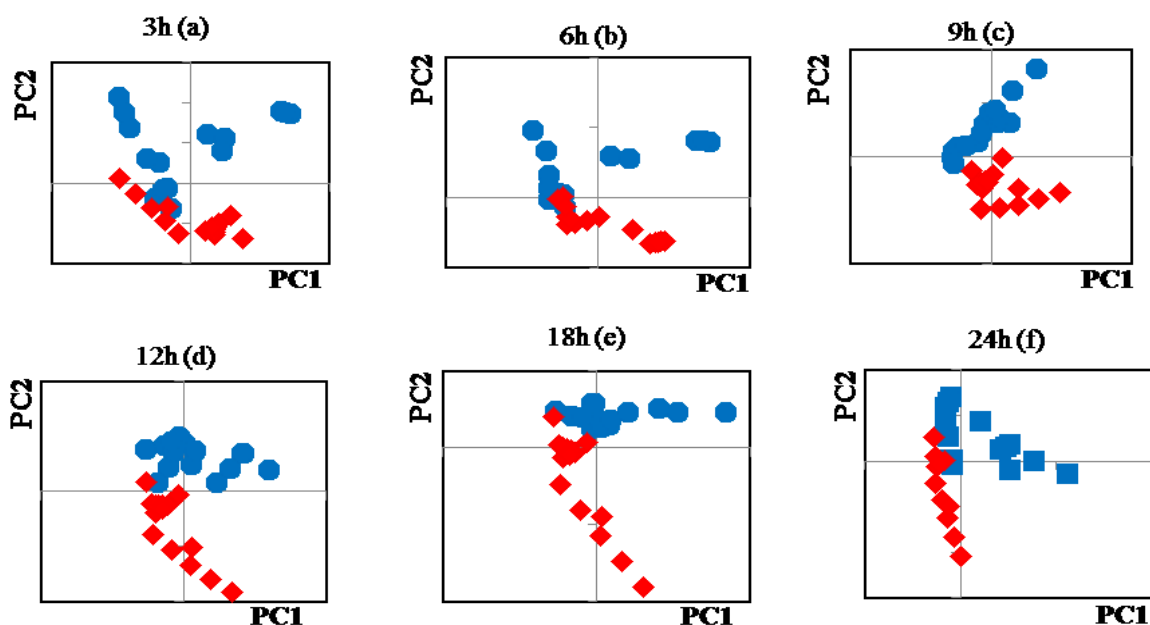 3h (a)
6h (b)
9h (c)
PC2
PC2
PC2
PC1
PC1
PC1
12h (d)
18h (e)
24h (f)
PC2
PC2
PC2
PC1
PC1
PC1